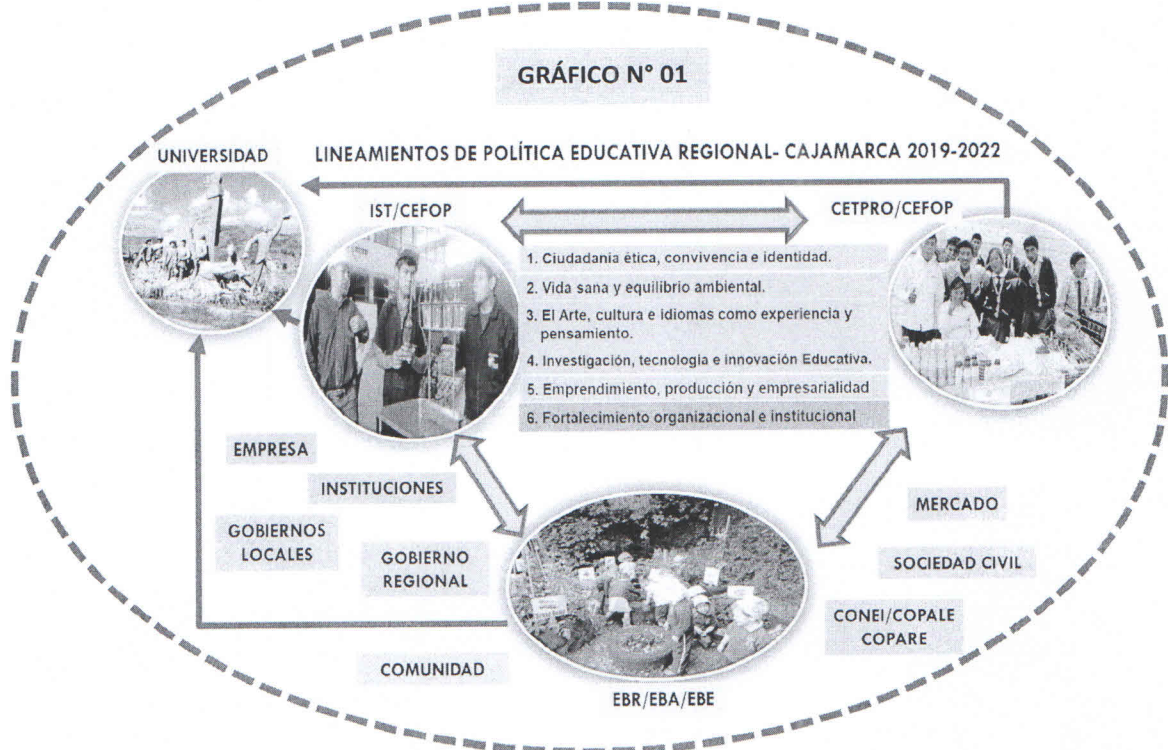 GRÁFICO N° 01
UNIVERSIDAD
LINEAMIENTOS DE POLÍTICA EDUCATIVA REGIONAL- CAJAMARCA 2019-2022
IST/CEFOP
CETPRO/CEFOP
1. Ciudadanía ética, convivencia e identidad.
2. Vida sana y equilibrio ambiental.
3. El Arte, cultura e idiomas como experiencia y
pensamiento.
4. Investigación, tecnología e innovación Educativa.
5. Emprendimiento, producción y empresarialidad
6. Fortalecimiento organizacional e institucional
EMPRESA
INSTITUCIONES
GOBIERNOS
LOCALES
GOBIERNO
REGIONAL
COMUNIDAD
MERCADO
SOCIEDAD CIVIL
CONEI/COPALE
COPARE
EBR/EBA/EBE